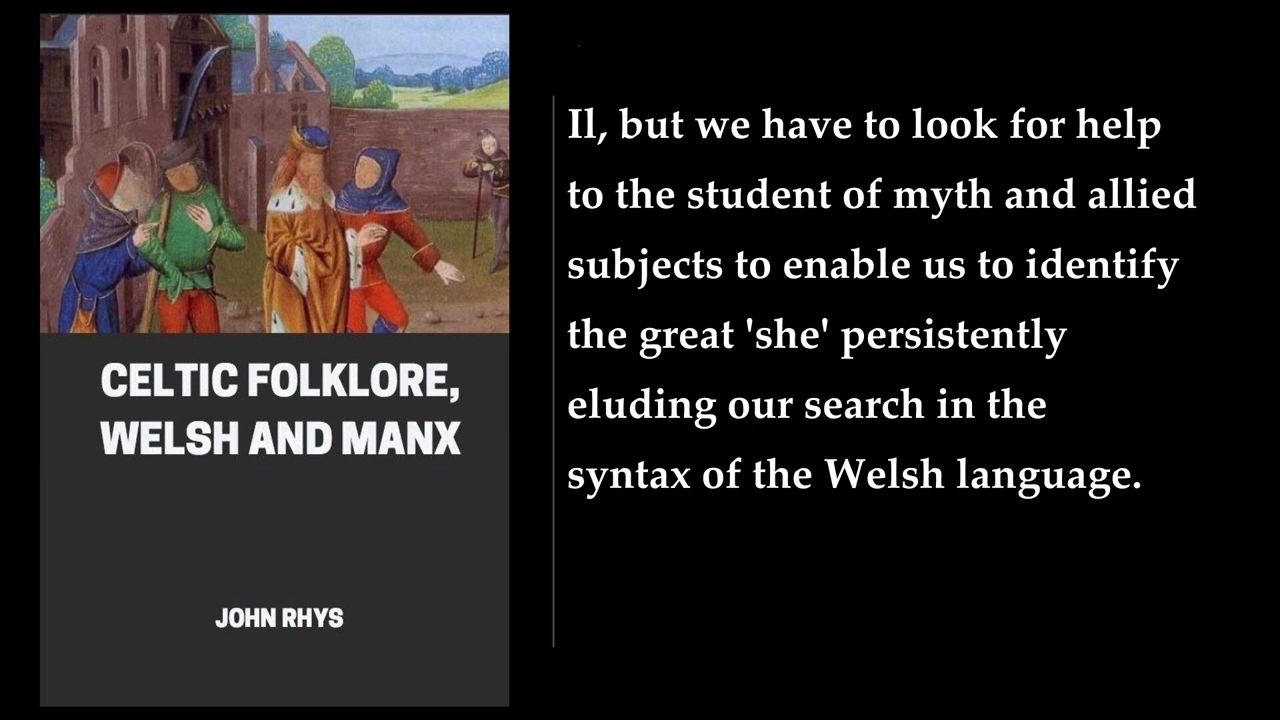 CELTIC FOLKLORE,
WELSH AND MANX
JOHN RHYS
Il, but we have to look for help
to the student of myth and allied
subjects to enable us to identify
the great 'she' persistently
eluding our search in the
syntax of the Welsh language.